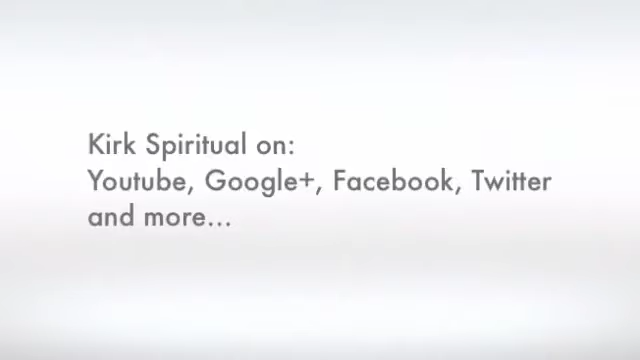 Kirk Spiritual on:
Youtube, Google+, Facebook, Twitter
and more...